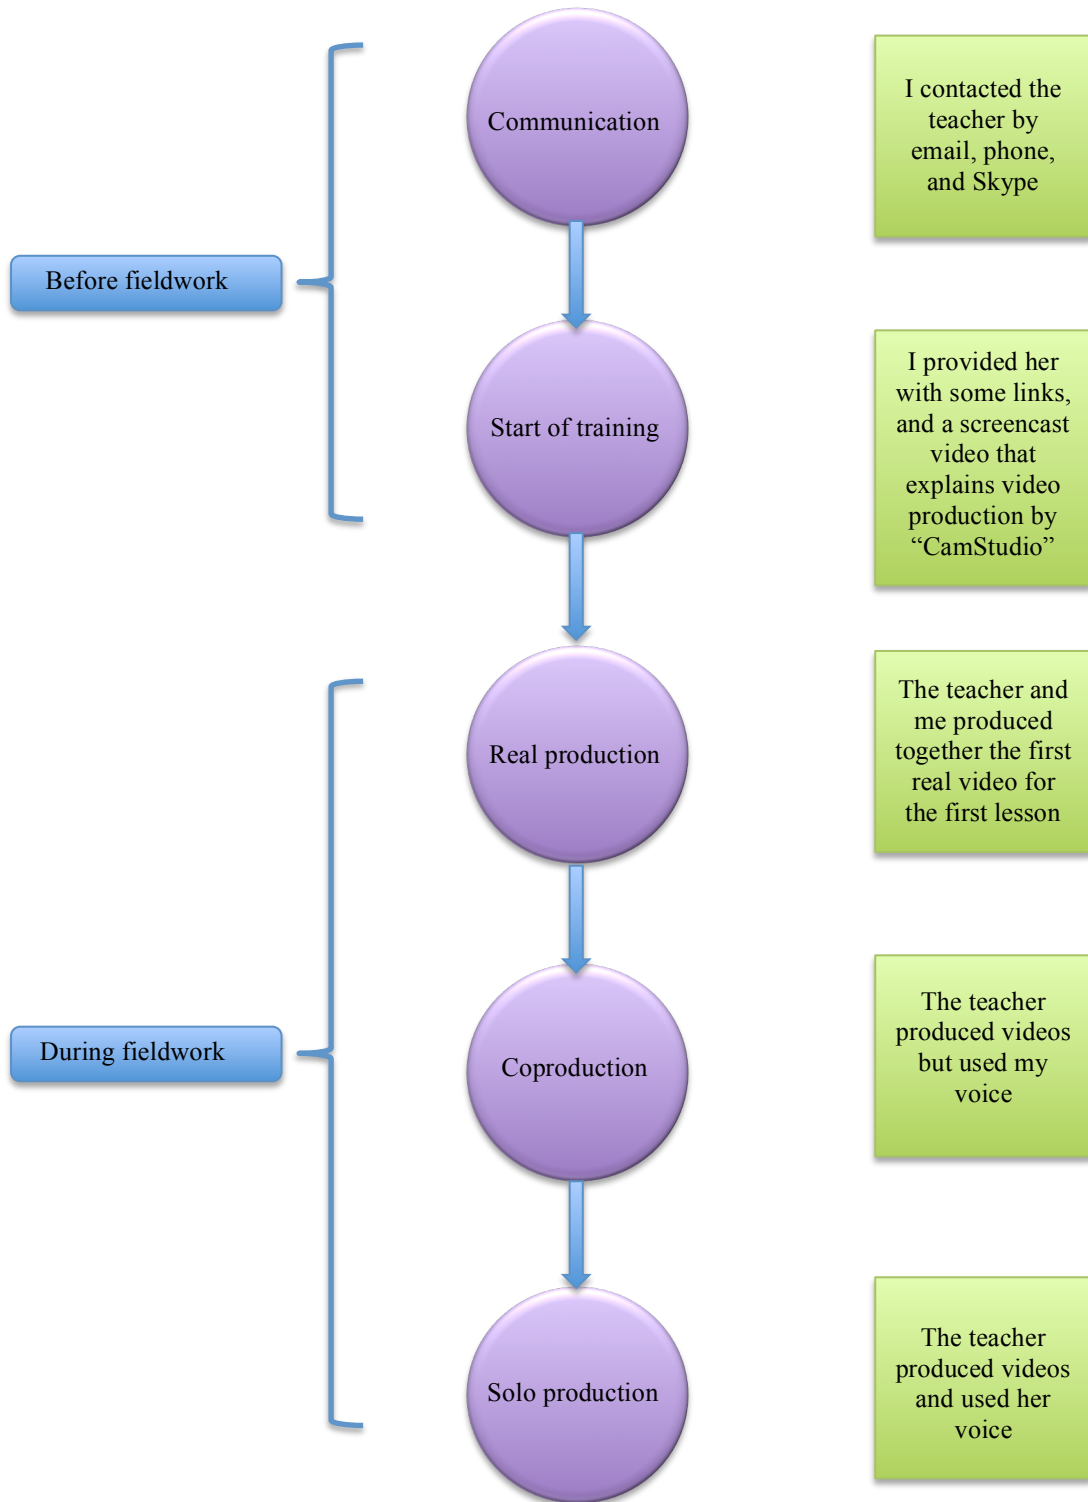 Communication
I contacted the
teacher by
email, phone,
and Skype
Before fieldwork
Start of training
I provided her
with some links,
and a screencast
video that
explains video
production by
“CamStudio”
Real production
The teacher and
me produced
together the first
real video for
the first lesson
During fieldwork
Coproduction
The teacher
produced videos
but used my
voice
Solo production
The teacher
produced videos
and used her
voice